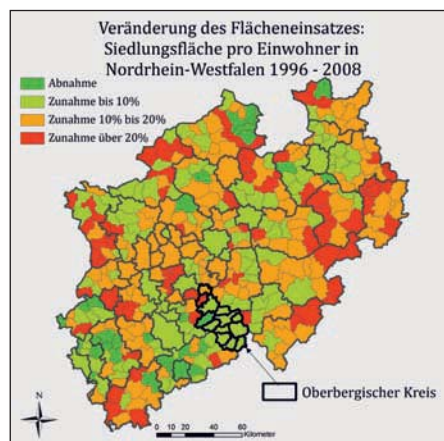 Veränderung des Flächeneinsatzes:
Siedlungsfläche pro Einwohner in
Nordrhein-Westfalen 1996 - 2008
Abnahme
Zunahme bis 10%
Zunahme 10% bis 20%
Zunahme über 20%
Oberbergischer Kreis
N
0 10 20 40 60
Kilometer